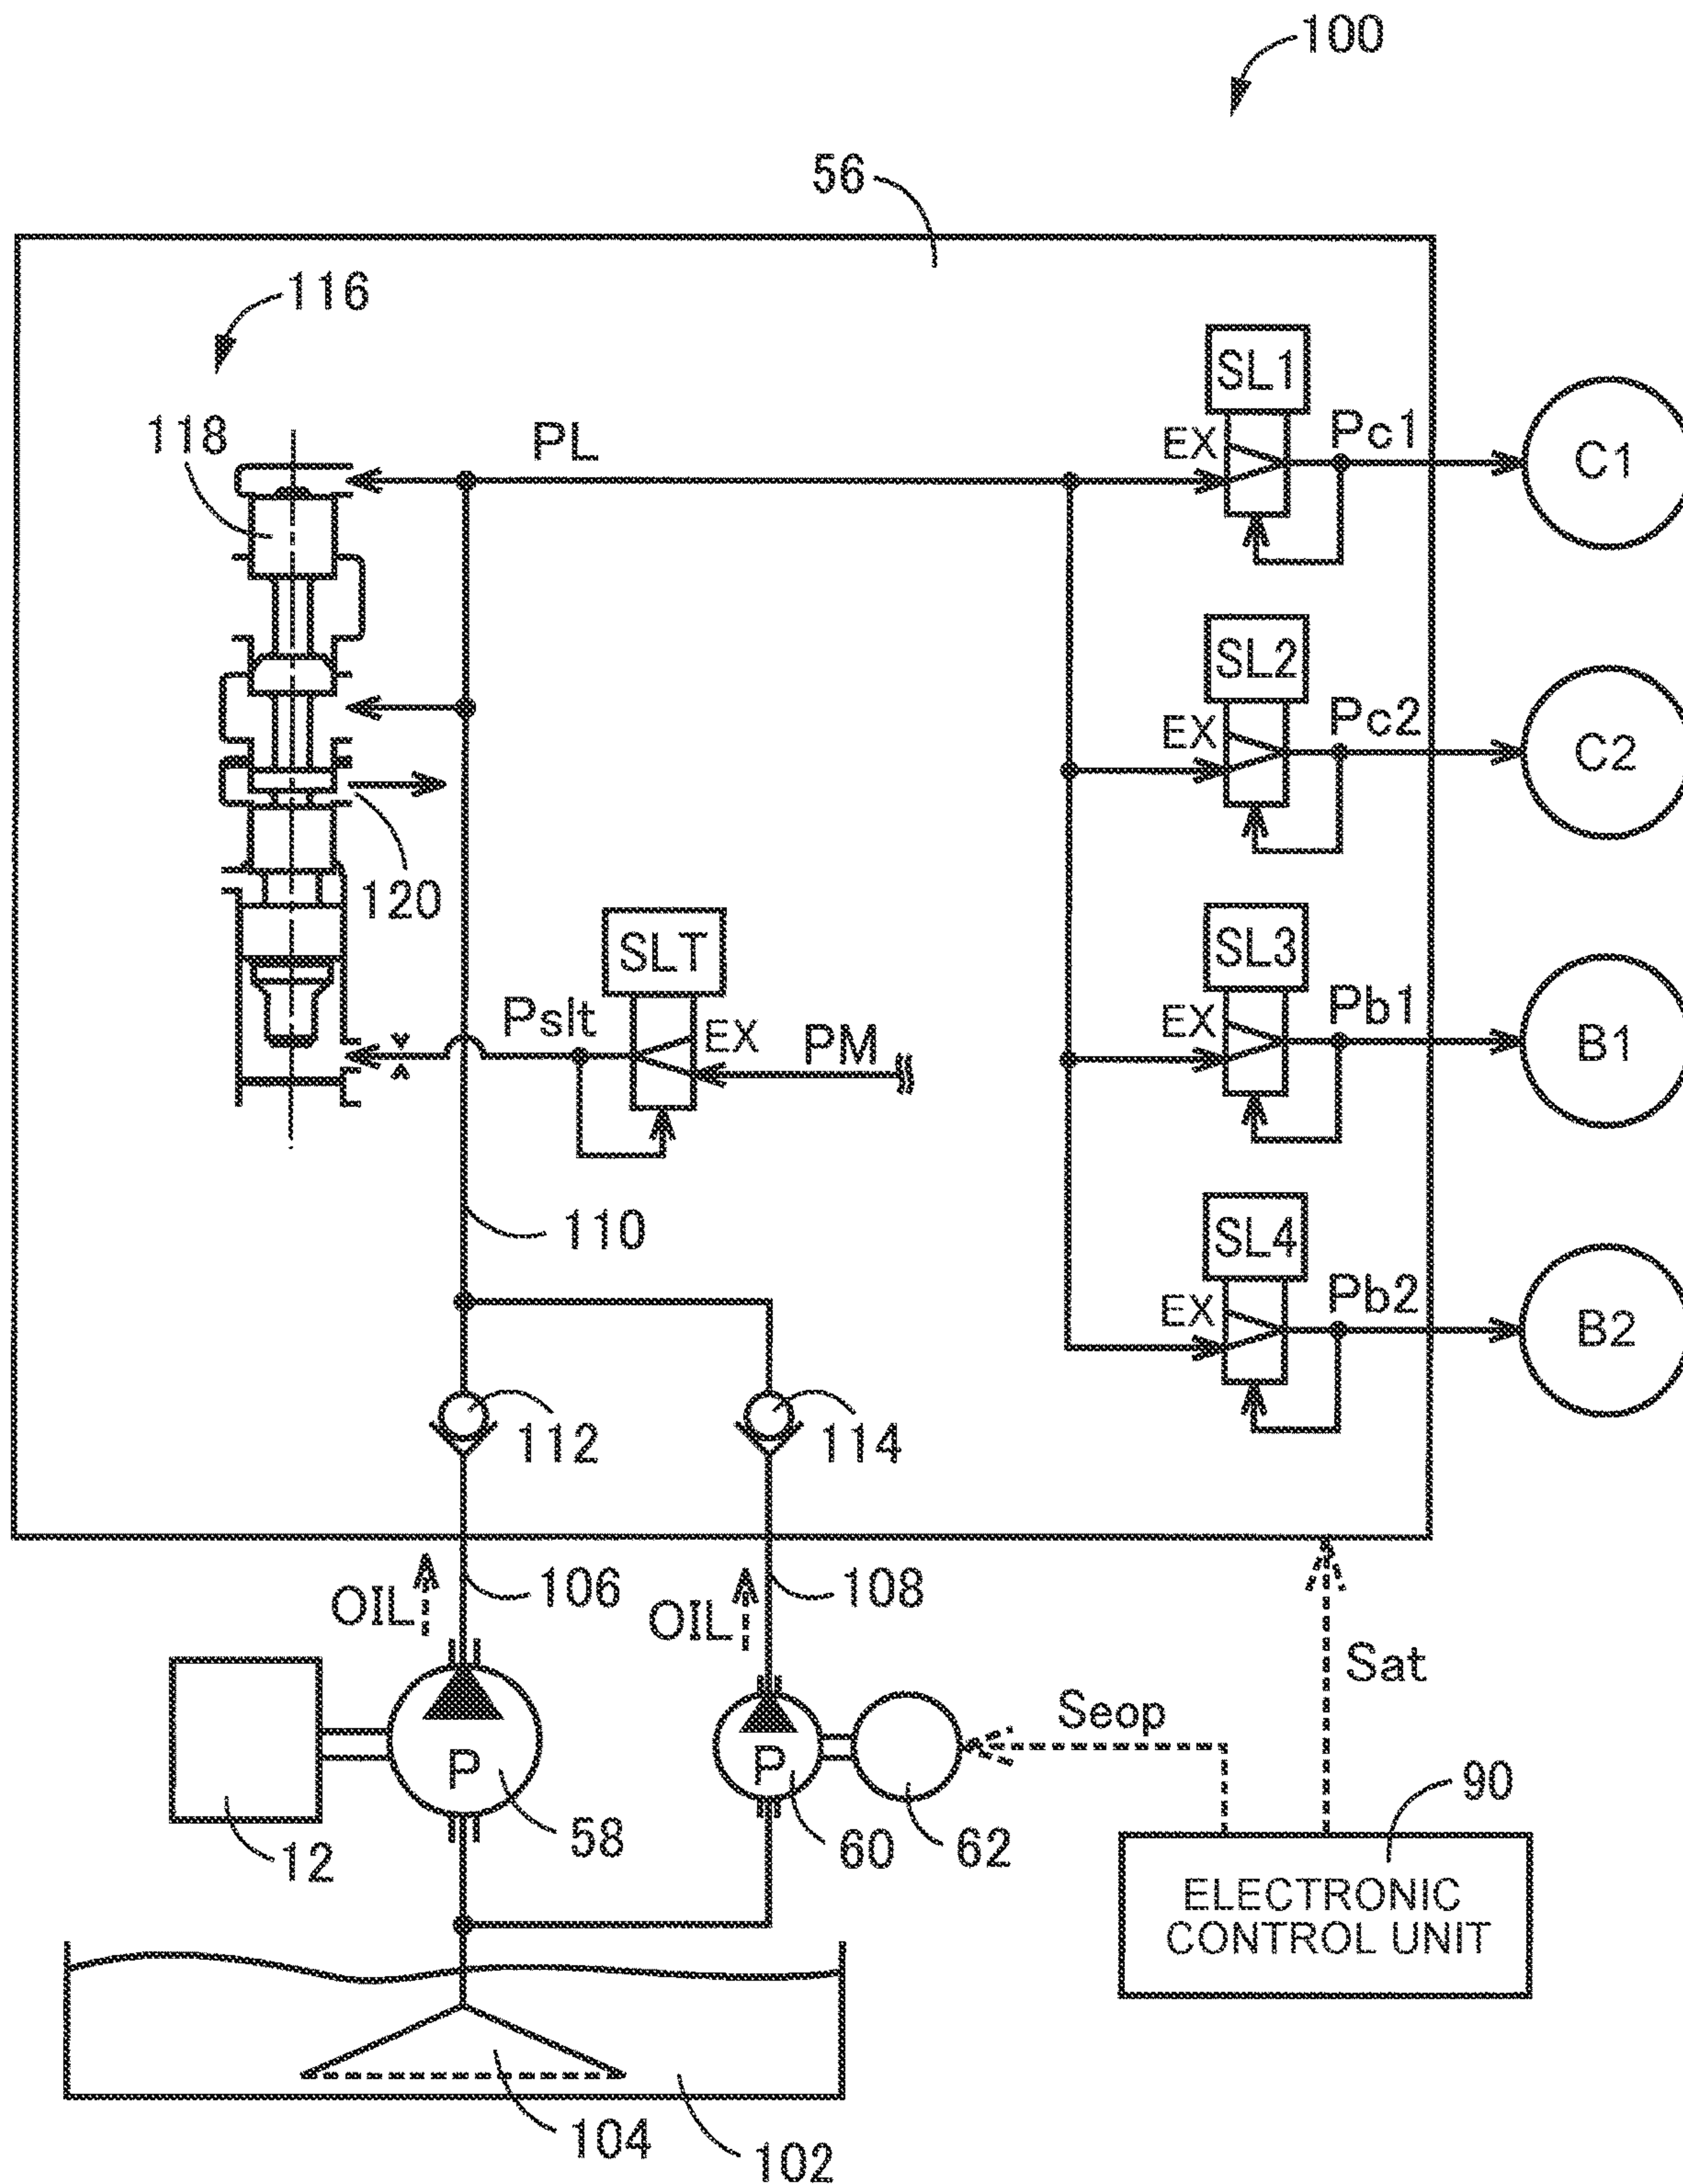 100
56
116
SL1
118
PL
EX
Pc1
C1
SL2
EX
Pc2
C2
120
SLT
SL3
Pslt
EX
PM
EX
Pb1
B1
110
SL4
EX
Pb2
B2
112
114
OIL
106
OIL
108
Sat
Seop
P
P
90
12
58
60
62
ELECTRONIC
CONTROL UNIT
104
102